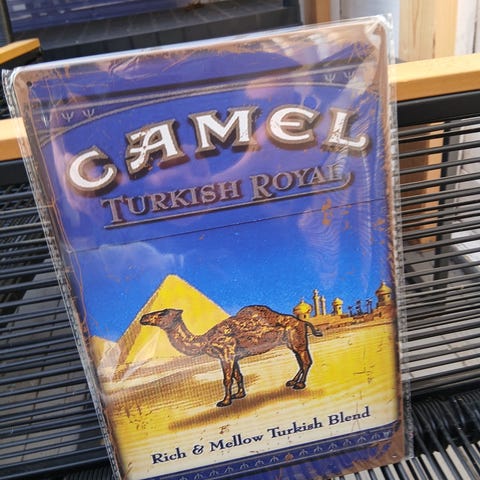 CAMEL
TURKISH ROYAL
Rich & Mellow Turkish Blend